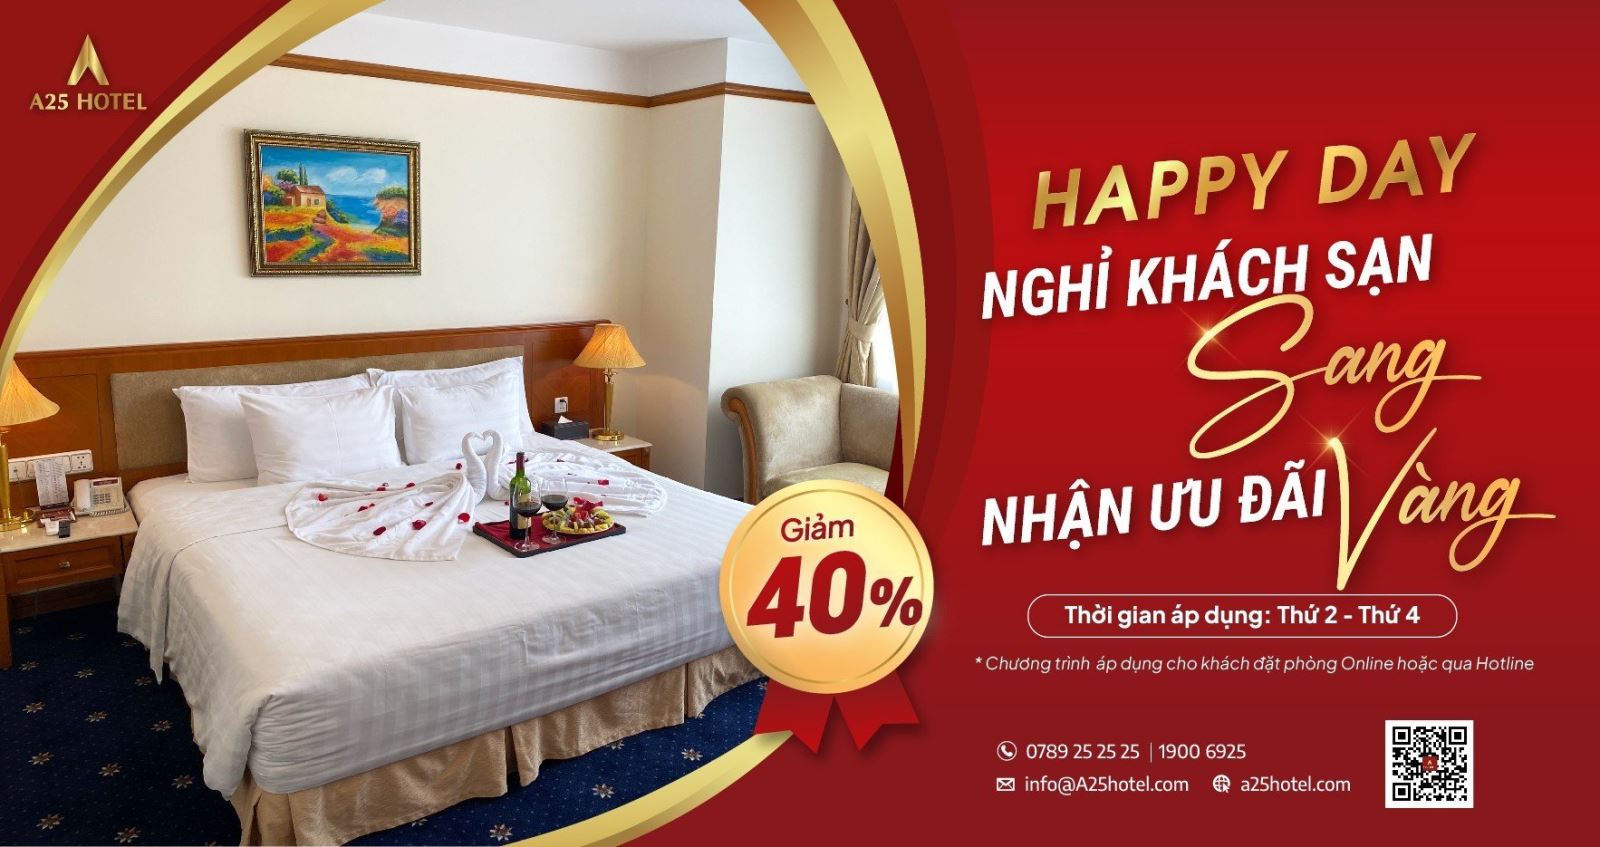 A25 HOTEL
HAPPY DAY
NGHỈ KHÁCH SẠN
Sang
NHẬN ƯU ĐÃI Vàng
Giảm
40%
Thời gian áp dụng: Thứ 2 - Thứ 4
* Chương trình áp dụng cho khách đặt phòng Online hoặc qua Hotline
0789 25 25 25 | 1900 6925
info@A25hotel.com a25hotel.com